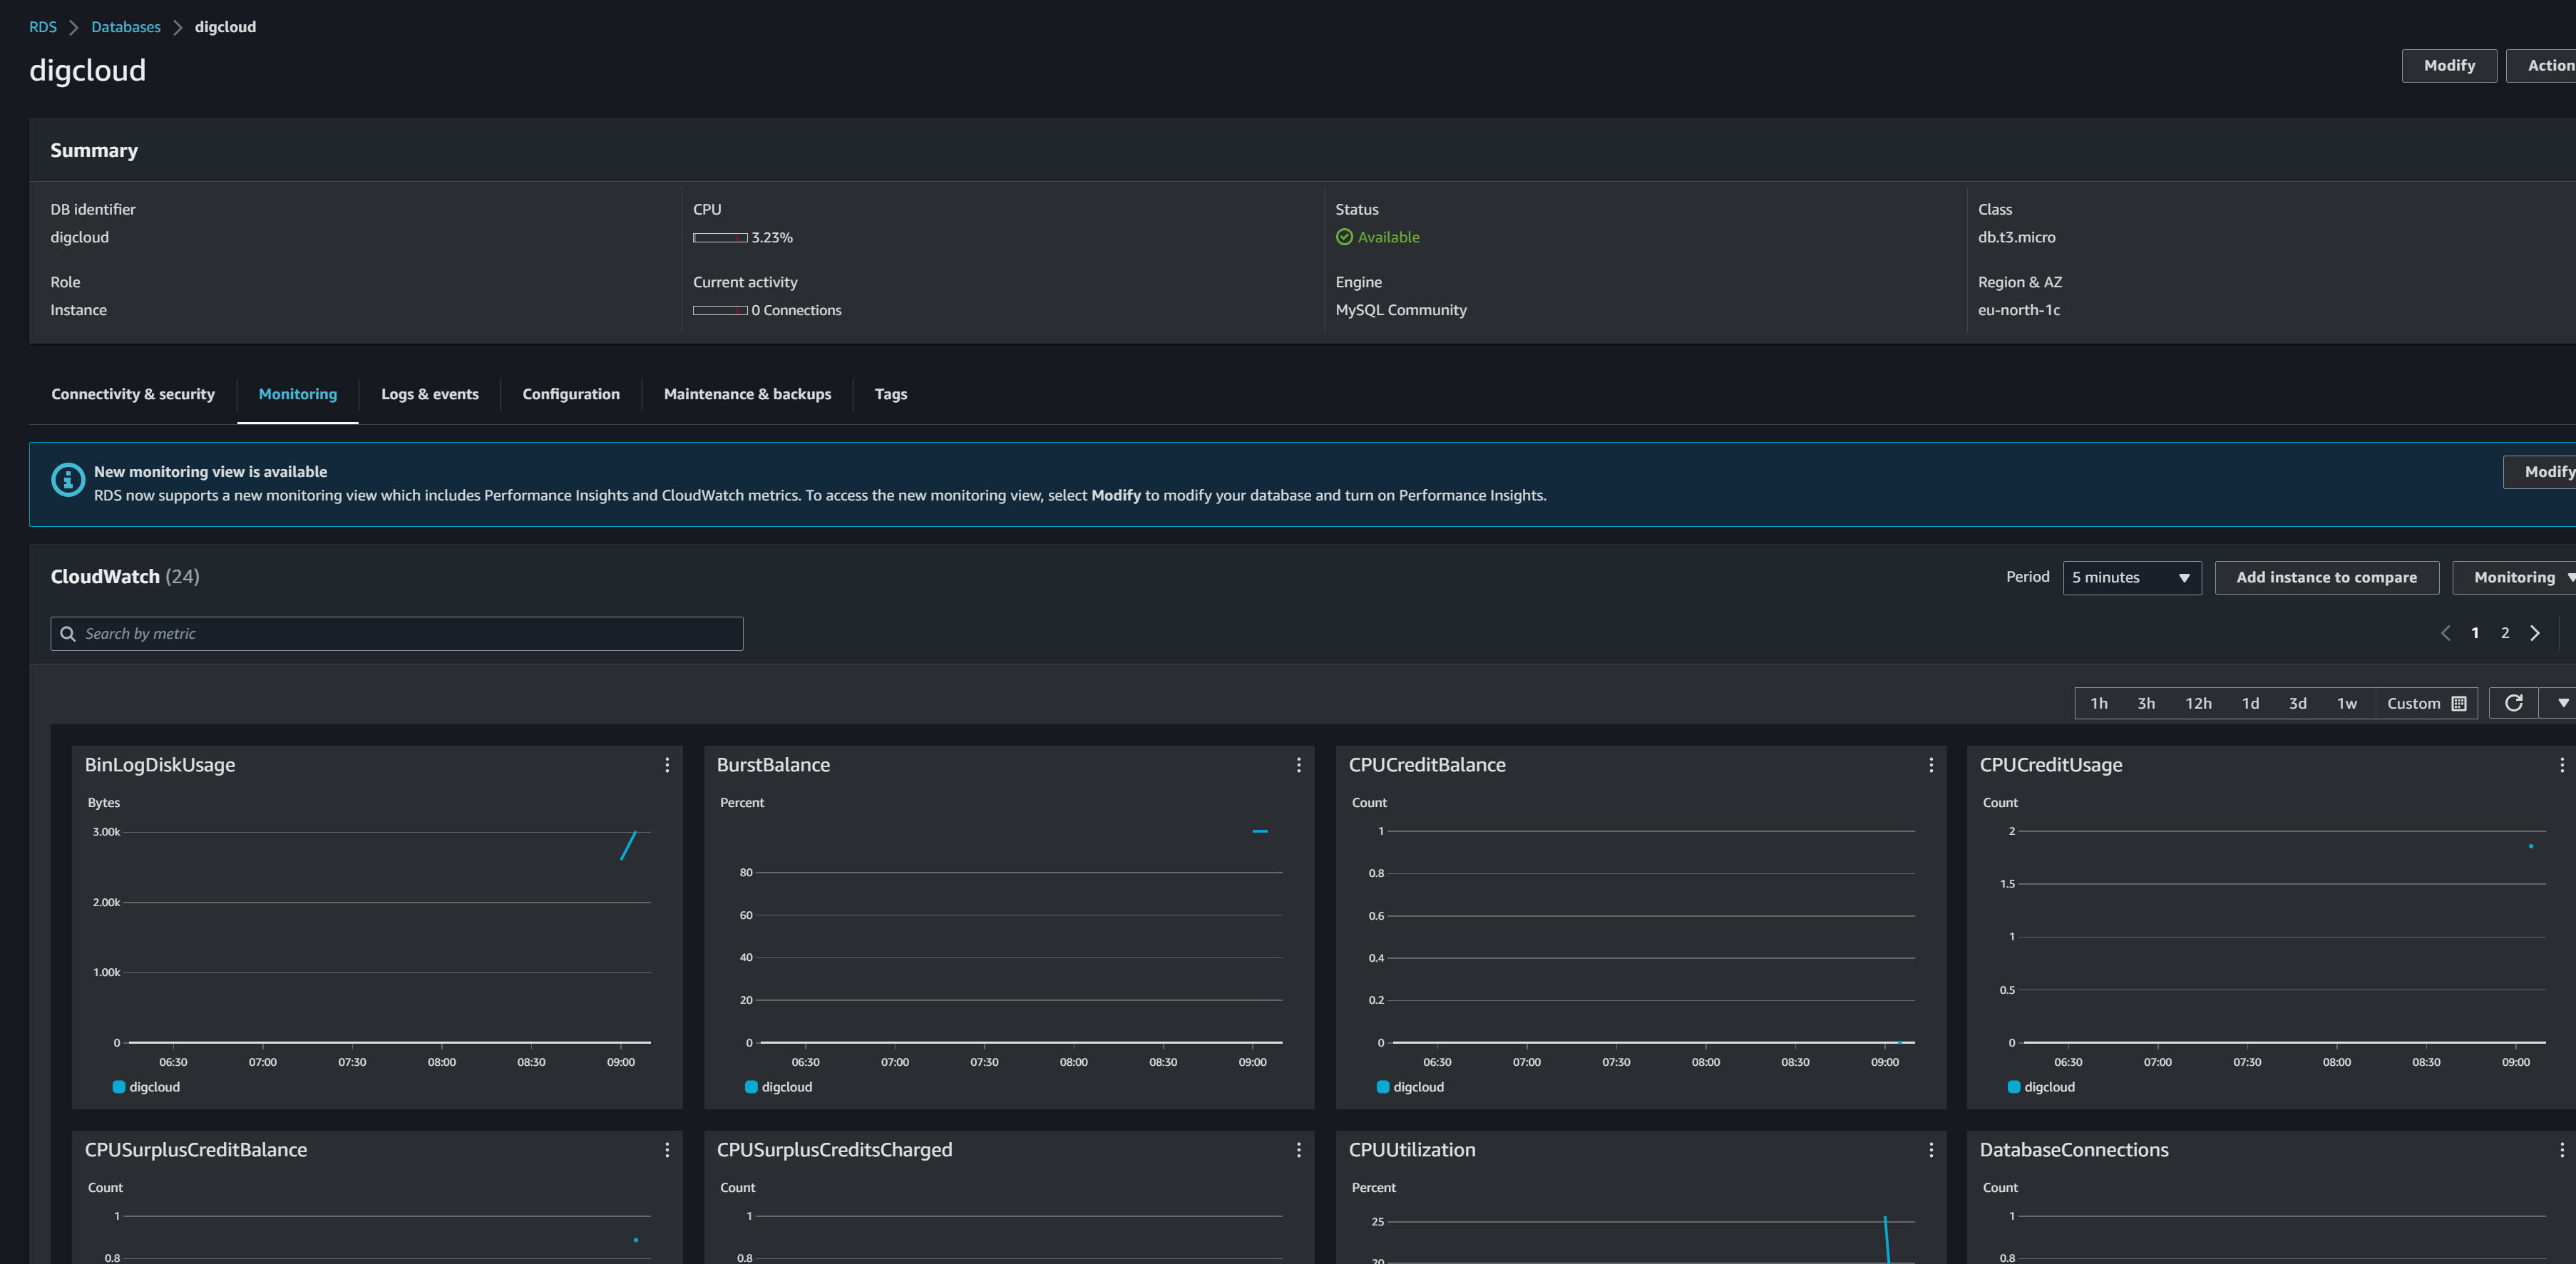 RDS > Databases > digcloud
digcloud
Modify
Action
Summary
DB identifier
digcloud
CPU
3.23%
Status
Available
Class
db.t3.micro
Role
Instance
Current activity
0 Connections
Engine
MySQL Community
Region & AZ
eu-north-1c
Connectivity & security
Monitoring
Logs & events
Configuration
Maintenance & backups
Tags
New monitoring view is available
RDS now supports a new monitoring view which includes Performance Insights and CloudWatch metrics. To access the new monitoring view, select Modify to modify your database and turn on Performance Insights.
Modify
CloudWatch (24)
Period
5 minutes
Add instance to compare
Monitoring
Search by metric
1 2
1h 3h 12h 1d 3d 1w Custom
BinLogDiskUsage
Bytes
3.00k
2.00k
1.00k
0
06:30 07:00 07:30 08:00 08:30 09:00
digcloud
BurstBalance
Percent
80
60
40
20
0
06:30 07:00 07:30 08:00 08:30 09:00
digcloud
CPUCreditBalance
Count
1
0.8
0.6
0.4
0.2
0
06:30 07:00 07:30 08:00 08:30 09:00
digcloud
CPUCreditUsage
Count
2
1.5
1
0.5
0
06:30 07:00 07:30 08:00 08:30 09:00
digcloud
CPUSurplusCreditBalance
Count
1
0.8
CPUSurplusCreditsCharged
Count
1
0.8
CPUUtilization
Percent
25
20
DatabaseConnections
Count
1
0.8